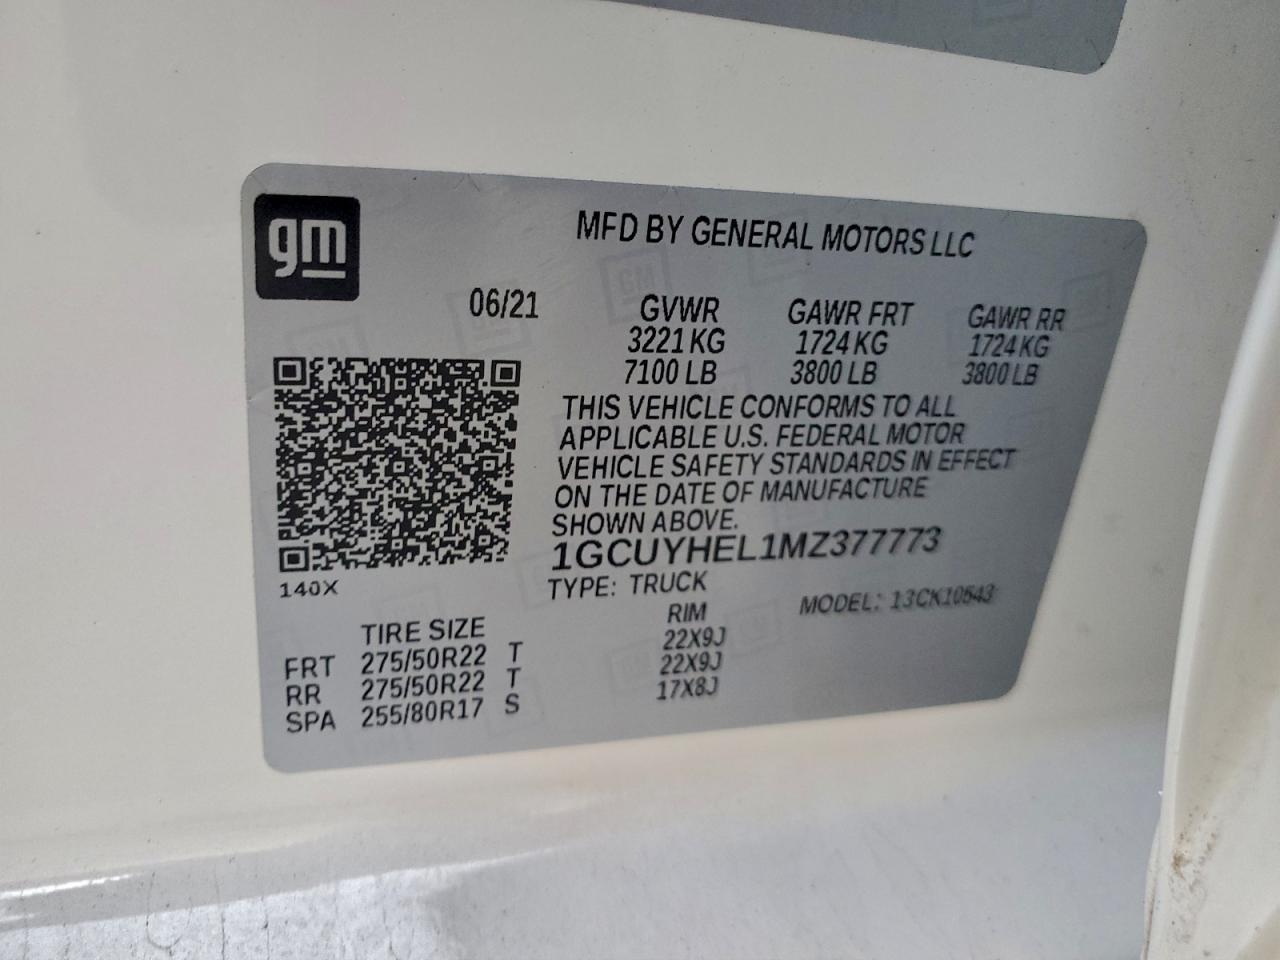 gm
MFD BY GENERAL MOTORS LLC
06/21 GVWR GAWR FRT GAWR RR
3221 KG 1724 KG 1724 KG
7100 LB 3800 LB 3800 LB
THIS VEHICLE CONFORMS TO ALL
APPLICABLE U.S. FEDERAL MOTOR
VEHICLE SAFETY STANDARDS IN EFFECT
ON THE DATE OF MANUFACTURE
SHOWN ABOVE.
1GCUYHEL1MZ377773
140X
TYPE: TRUCK MODEL: 13CK10543
TIRE SIZE RIM
FRT 275/50R22 T 22X9J
RR 275/50R22 T 22X9J
SPA 255/80R17 S 17X8J